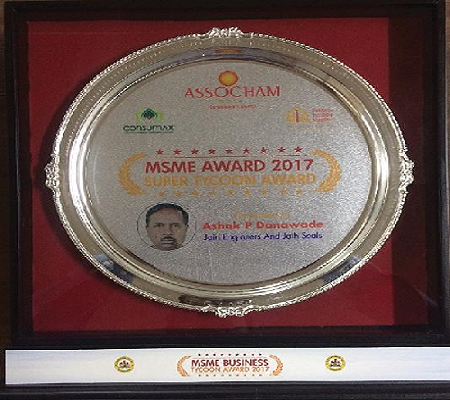 ASSOCHAM
CONSUMAX
MSME AWARD 2017
SUPER TYCOON AWARD
Ashok P Danawade
Jain Engineers And Jath Seals
MSME BUSINESS
TYCOON AWARD 2017